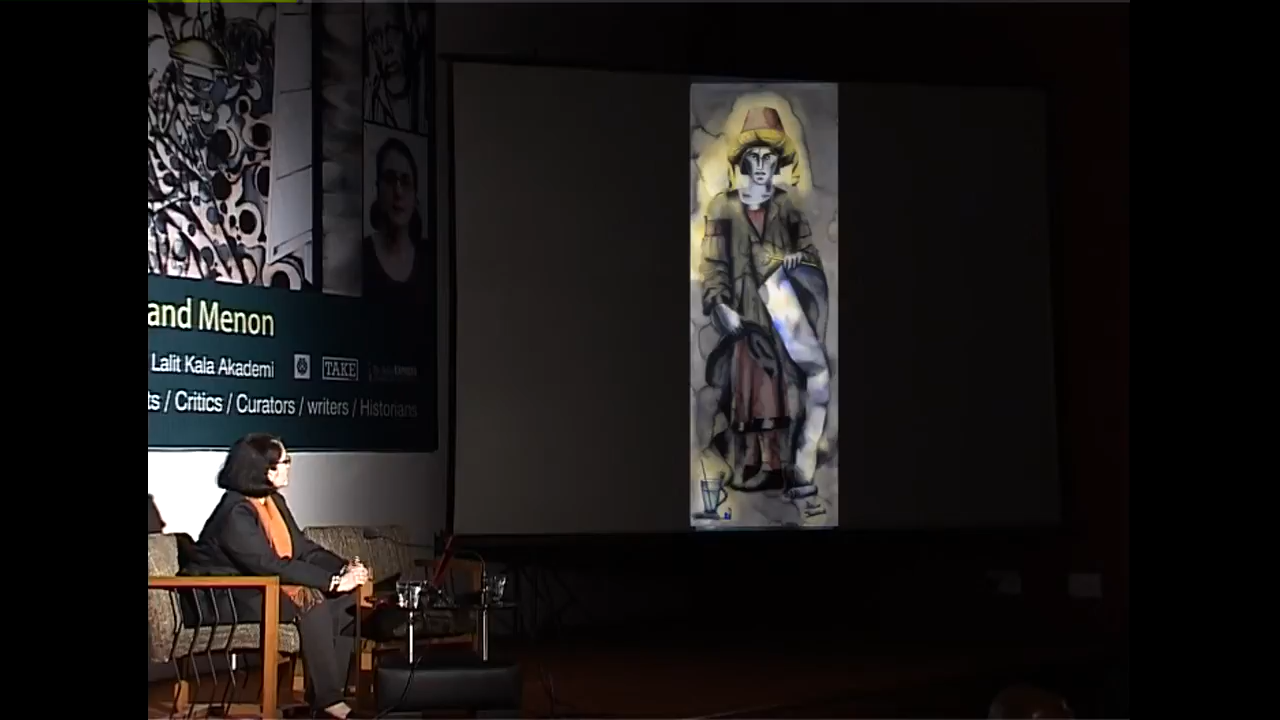 and Menon
Lalit Kala Akademi
TAKE
ts / Critics / Curators / writers / Historians